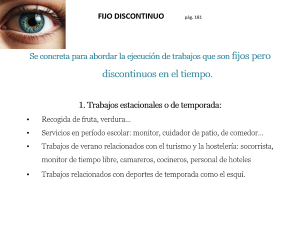 FIJO DISCONTINUO pág. 181
Se concreta para abordar la ejecución de trabajos que son fijos pero
discontinuos en el tiempo.
1. Trabajos estacionales o de temporada:
• Recogida de fruta, verdura...
• Servicios en período escolar: monitor, cuidador de patio, de comedor...
• Trabajos de verano relacionados con el turismo y la hostelería: socorrista,
monitor de tiempo libre, camareros, cocineros, personal de hoteles
• Trabajos relacionados con deportes de temporada como el esquí.